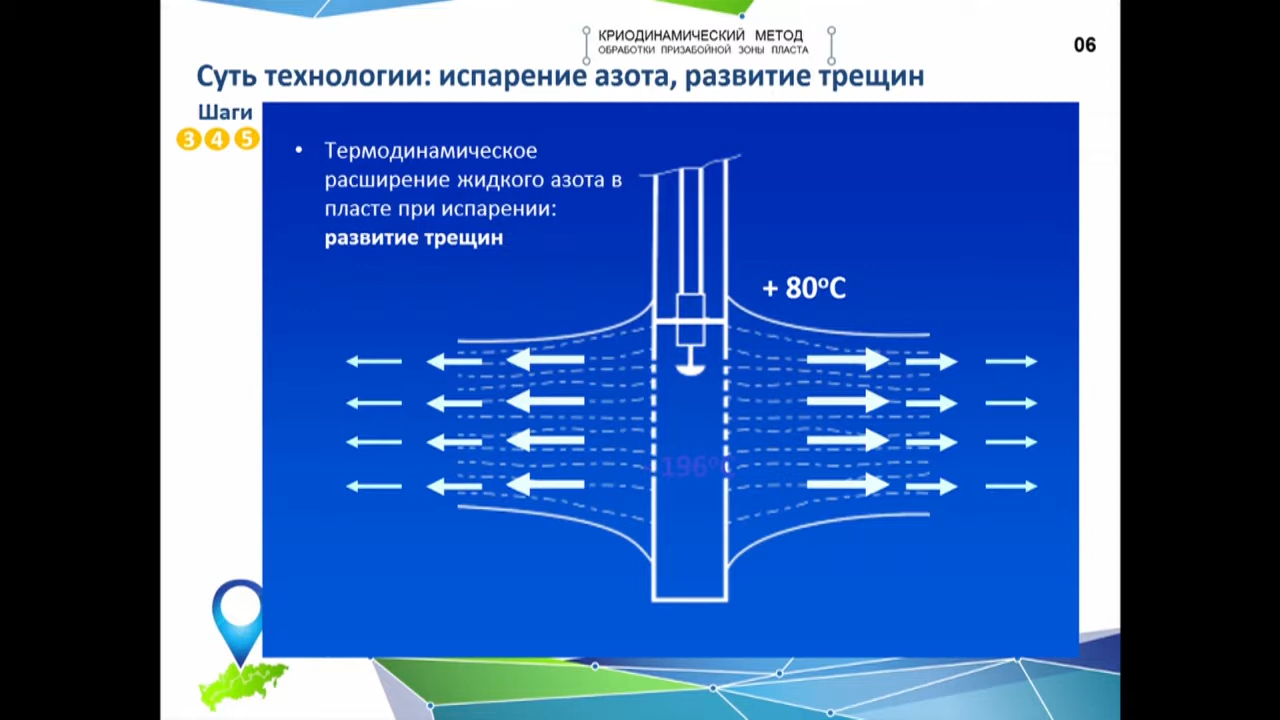 КРИОДИНАМИЧЕСКИЙ МЕТОД
ОБРАБОТКИ ПРИЗАБОЙНОЙ ЗОНЫ ПЛАСТА
06
Суть технологии: испарение азота, развитие трещин
Шаги
3 4 5
• Термодинамическое
расширение жидкого азота в
пласте при испарении:
развитие трещин
+ 80ºC
196ºC